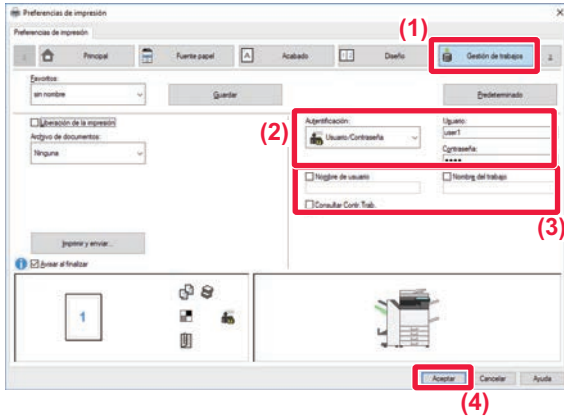 Preferencias de impresión
Preferencias de impresión
(1)
Principal
Fuente papel
A
Acabado
Diseño
Gestión de trabajos
Favoritos:
sin nombre
Guardar
Predeterminado
Liberación de la impresión
Archivo de documentos:
Ninguna
(2)
Autentificación:
Usuario/Contraseña
Usuario:
user1
Contraseña:
••••
Nombre de usuario
Nombre del trabajo
Consultar Contr.Trab.
(3)
Imprimir y enviar...
Avisar al finalizar
1
Aceptar
Cancelar
Ayuda
(4)